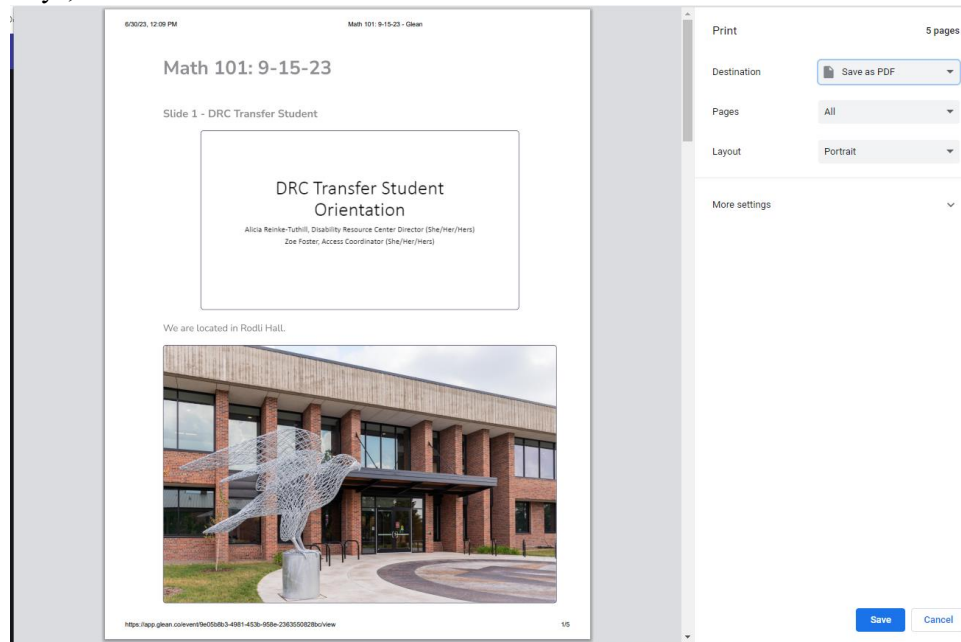 6/30/23, 12:09 PM
Math 101: 9-15-23 - Glean
Math 101: 9-15-23
Slide 1 - DRC Transfer Student
DRC Transfer Student
Orientation
Alicia Reinke-Tuthill, Disability Resource Center Director (She/Her/Hers)
Zoe Foster, Access Coordinator (She/Her/Hers)
We are located in Rodli Hall.
https://app.glean.co/event/9e05b8b3-4981-453b-958e-2363550828bc/view
1/5
Print
5 pages
Destination
Save as PDF
Pages
All
Layout
Portrait
More settings
Save
Cancel